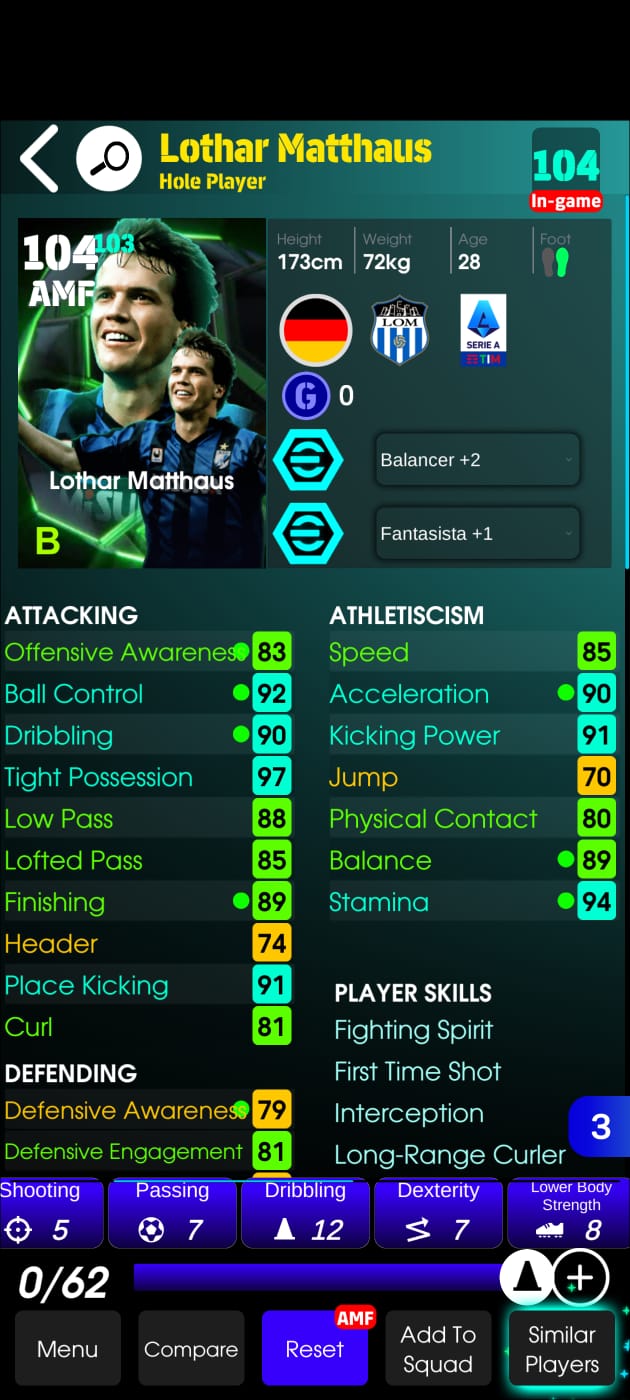 Lothar Matthaus
Hole Player
104
In-game
104 103
AMF
Lothar Matthaus
B
Height
173cm
Weight
72kg
Age
28
Foot
LOM
SERIE A
TIM
G 0
Balancer +2
Fantasista +1
ATTACKING
Offensive Awareness 83
Ball Control 92
Dribbling 90
Tight Possession 97
Low Pass 88
Lofted Pass 85
Finishing 89
Header 74
Place Kicking 91
Curl 81
DEFENDING
Defensive Awareness 79
Defensive Engagement 81
ATHLETISCISM
Speed 85
Acceleration 90
Kicking Power 91
Jump 70
Physical Contact 80
Balance 89
Stamina 94
PLAYER SKILLS
Fighting Spirit
First Time Shot
Interception
Long-Range Curler
3
Shooting
5
Passing
7
Dribbling
12
Dexterity
7
Lower Body
Strength
8
0/62
Menu
Compare
AMF
Reset
Add To
Squad
Similar
Players